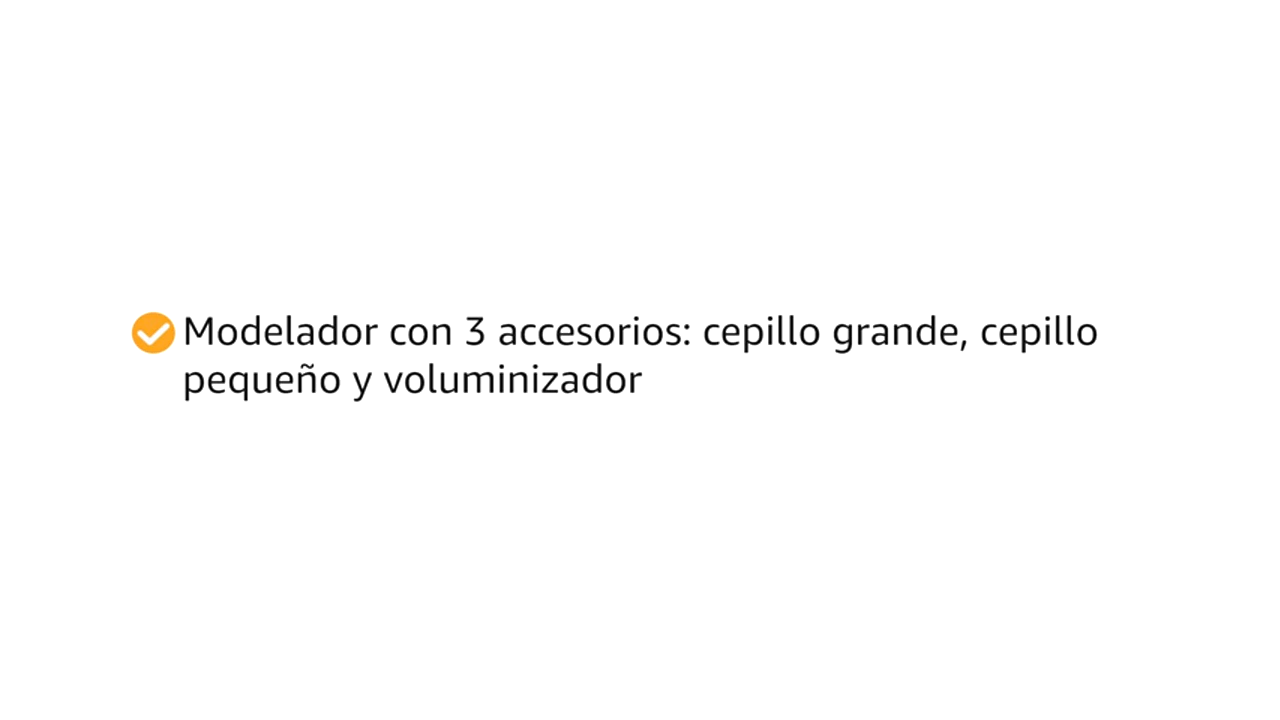 Modelador con 3 accesorios: cepillo grande, cepillo
pequeño y voluminizador